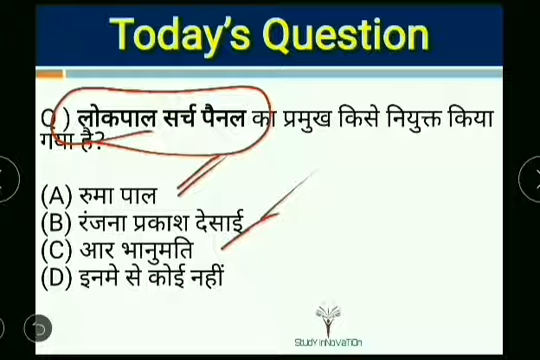 Today's Question
Q ) लोकपाल सर्च पैनल का प्रमुख किसे नियुक्त किया
गया है?
(A) रुमा पाल
(B) रंजना प्रकाश देसाई
(C) आर भानुमति
(D) इनमे से कोई नहीं
StuDY inNovaTiOn